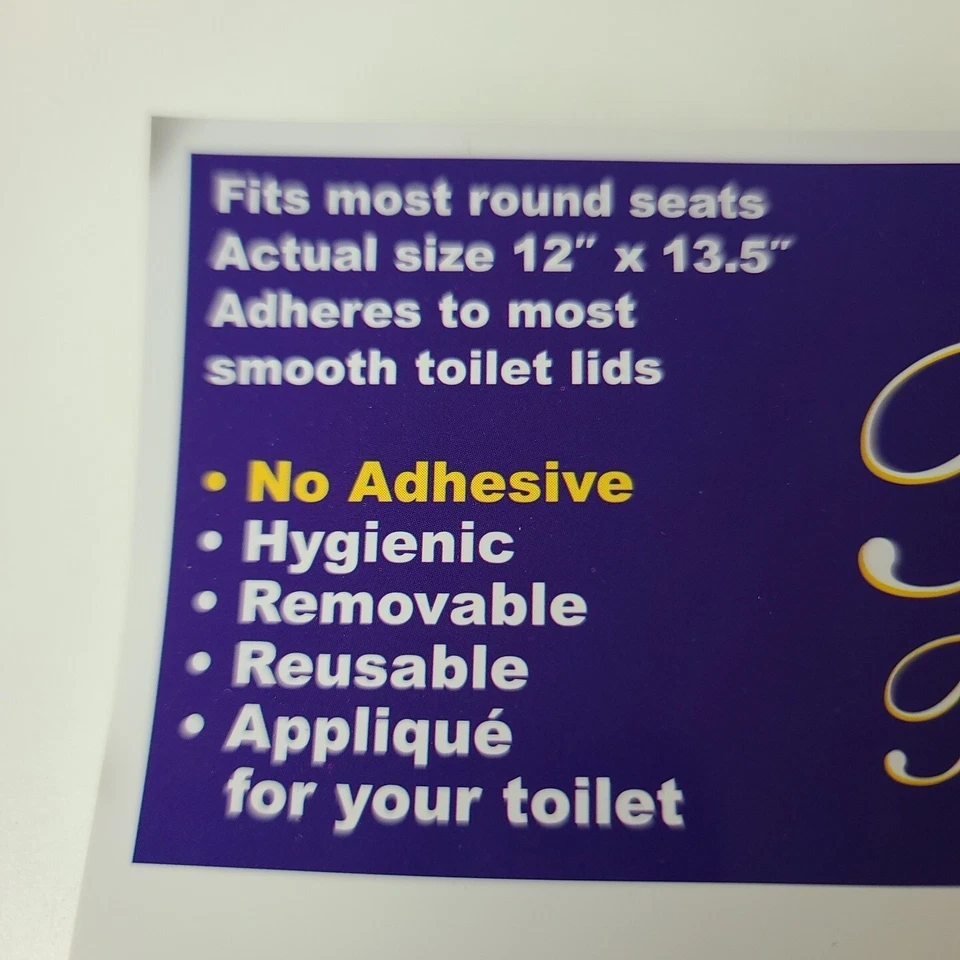 Fits most round seats
Actual size 12" x 13.5"
Adheres to most
smooth toilet lids
• No Adhesive
• Hygienic
• Removable
• Reusable
• Appliqué
for your toilet